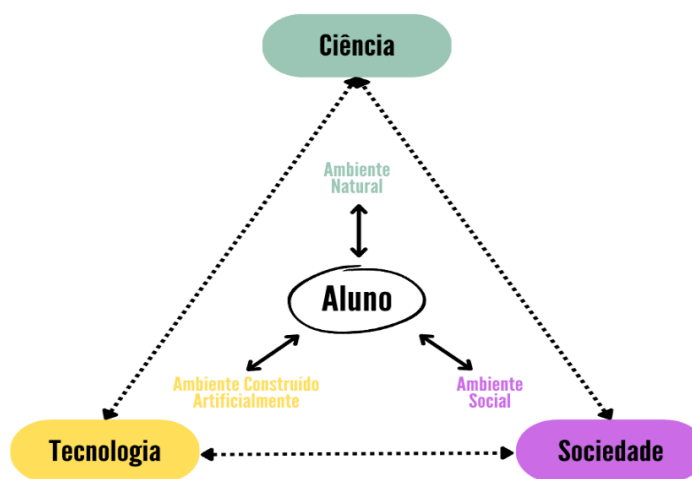 Ciência
Ambiente
Natural
Aluno
Ambiente Construído
Artificialmente
Ambiente
Social
Tecnologia
Sociedade